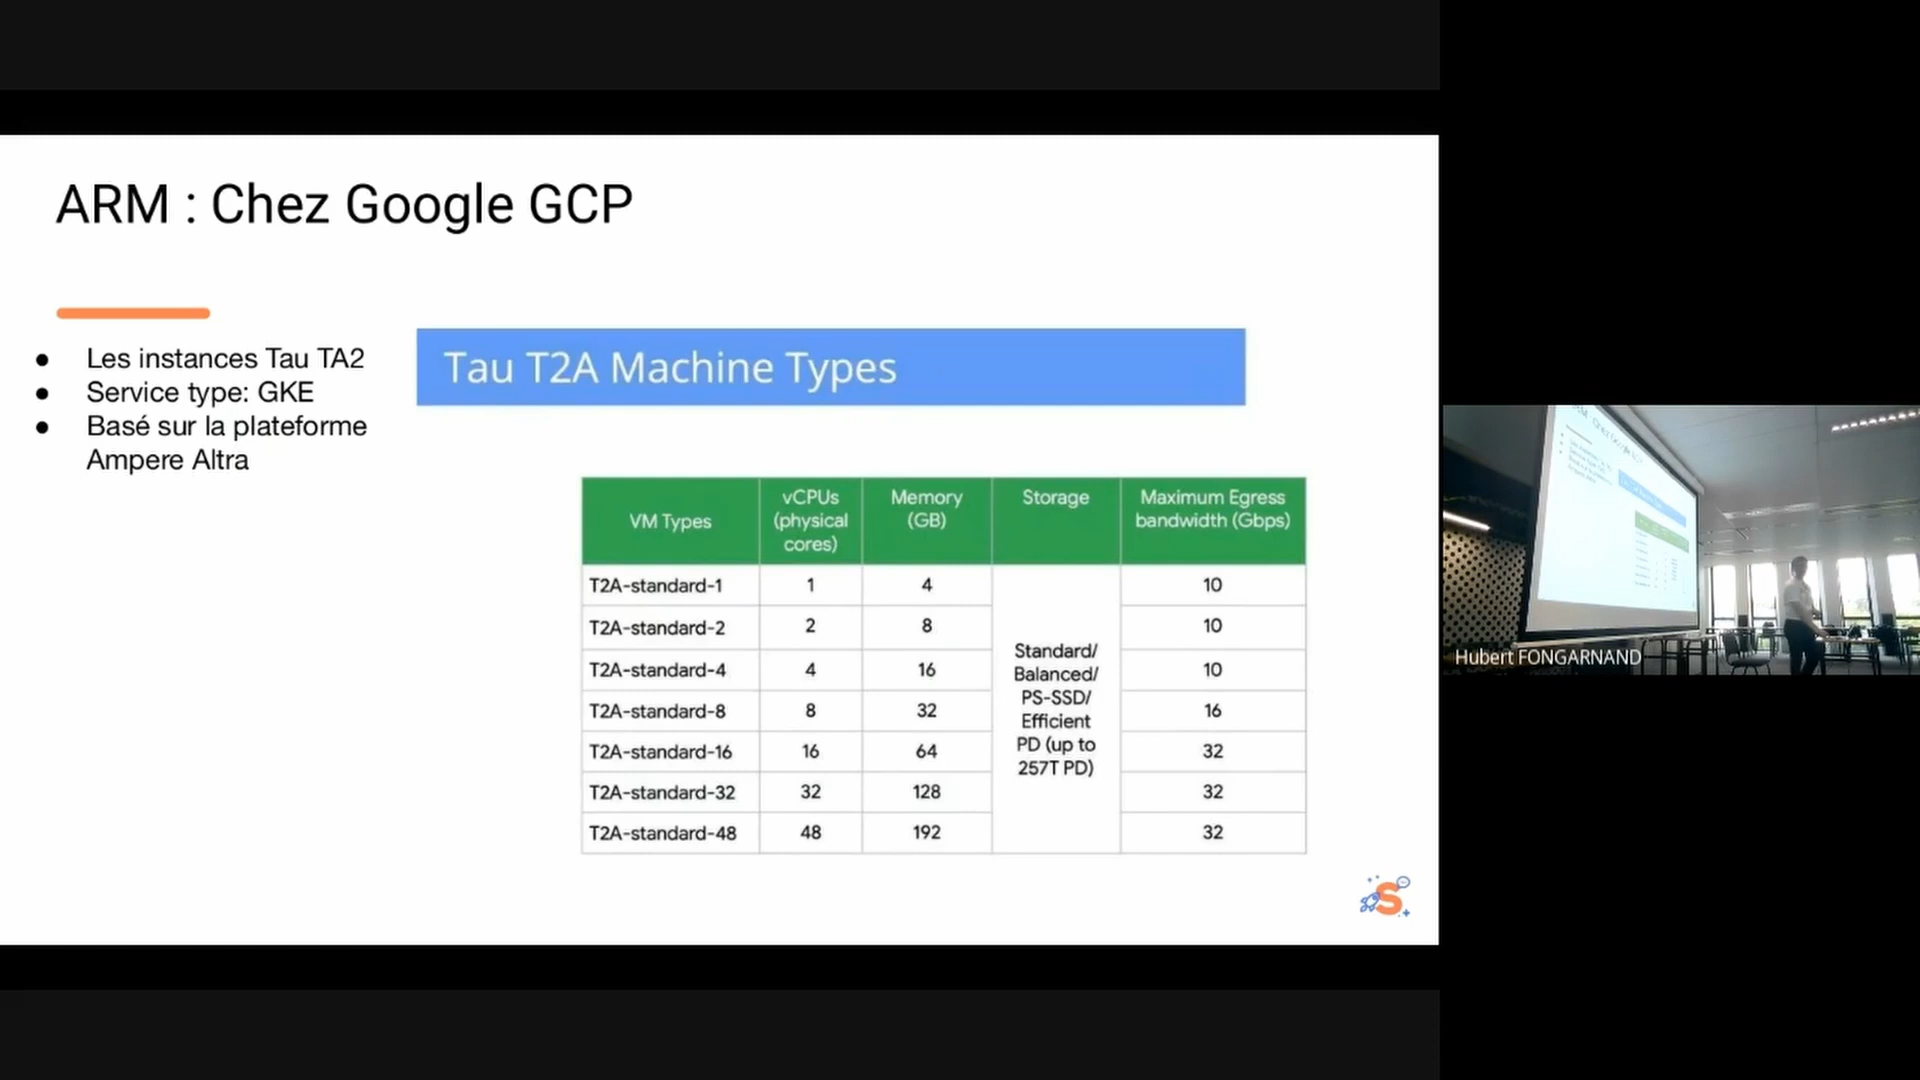 ARM : Chez Google GCP
● Les instances Tau TA2
● Service type: GKE
● Basé sur la plateforme
Ampere Altra
Tau T2A Machine Types
VM Types
vCPUs
(physical
cores)
Memory
(GB)
Storage
Maximum Egress
bandwidth (Gbps)
T2A-standard-1 1 4 10
T2A-standard-2 2 8 10
T2A-standard-4 4 16 10
T2A-standard-8 8 32 16
T2A-standard-16 16 64 32
T2A-standard-32 32 128 32
T2A-standard-48 48 192 32
Standard/
Balanced/
PS-SSD/
Efficient
PD (up to
257T PD)
S
Hubert FONGARNAND